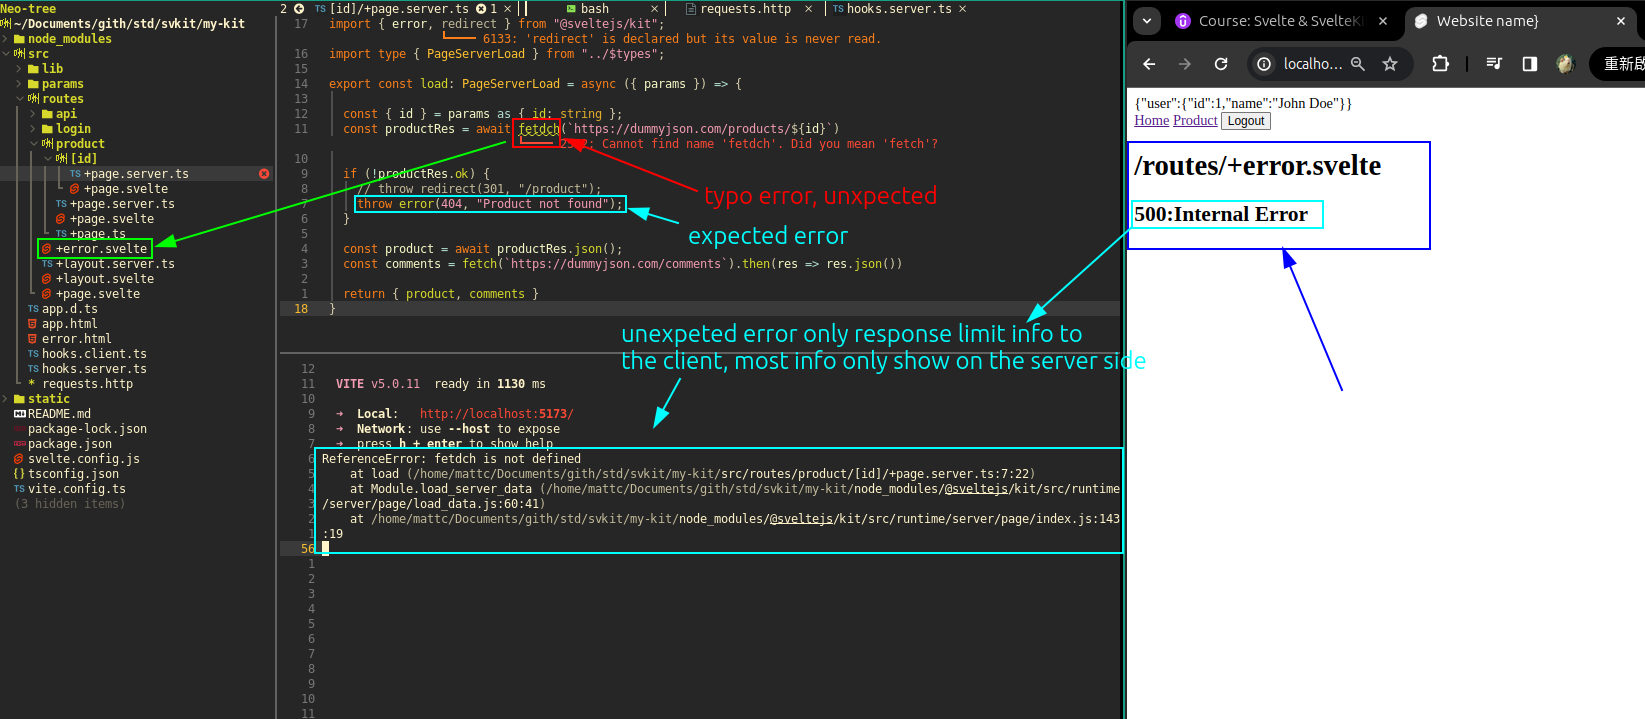 Neo-tree
~/Documents/gith/std/svkit/my-kit
node_modules
src
lib
params
routes
api
login
product
[id]
TS +page.server.ts
+page.svelte
TS +page.server.ts
+page.svelte
TS +page.ts
+error.svelte
TS +layout.server.ts
+layout.svelte
+page.svelte
TS app.d.ts
app.html
error.html
TS hooks.client.ts
TS hooks.server.ts
* requests.http
static
README.md
package-lock.json
package.json
svelte.config.js
{} tsconfig.json
TS vite.config.ts
(3 hidden items)
2 TS [id]/+page.server.ts 1 × bash × requests.http × TS hooks.server.ts ×
17 import { error, redirect } from "@sveltejs/kit";
6133: 'redirect' is declared but its value is never read.
16 import type { PageServerLoad } from "../$types";
15
14 export const load: PageServerLoad = async ({ params }) => {
13
12 const { id } = params as { id: string };
11 const productRes = await fetdch(`https://dummyjson.com/products/${id}`)
: Cannot find name 'fetdch'. Did you mean 'fetch'?
10
9 if (!productRes.ok) {
8 // throw redirect(301, "/product");
7 throw error(404, "Product not found");
6 }
5
4 const product = await productRes.json();
3 const comments = fetch(`https://dummyjson.com/comments`).then(res => res.json())
2
1 return { product, comments }
18 }
typo error, unxpected
expected error
unexpeted error only response limit info to
the client, most info only show on the server side
12
11 VITE v5.0.11 ready in 1130 ms
10
9 ➜ Local: http://localhost:5173/
8 ➜ Network: use --host to expose
7 ➜ press h + enter to show help
6 ReferenceError: fetdch is not defined
5 at load (/home/mattc/Documents/gith/std/svkit/my-kit/src/routes/product/[id]/+page.server.ts:7:22)
4 at Module.load_server_data (/home/mattc/Documents/gith/std/svkit/my-kit/node_modules/@sveltejs/kit/src/runtime
3 /server/page/load_data.js:60:41)
2 at /home/mattc/Documents/gith/std/svkit/my-kit/node_modules/@sveltejs/kit/src/runtime/server/page/index.js:143
1 :19
56
1
2
3
4
5
6
7
8
9
10
11
Course: Svelte & SvelteK × Website name} ×
localho... 重新啟
{"user":{"id":1,"name":"John Doe"}}
Home Product Logout
/routes/+error.svelte
500:Internal Error